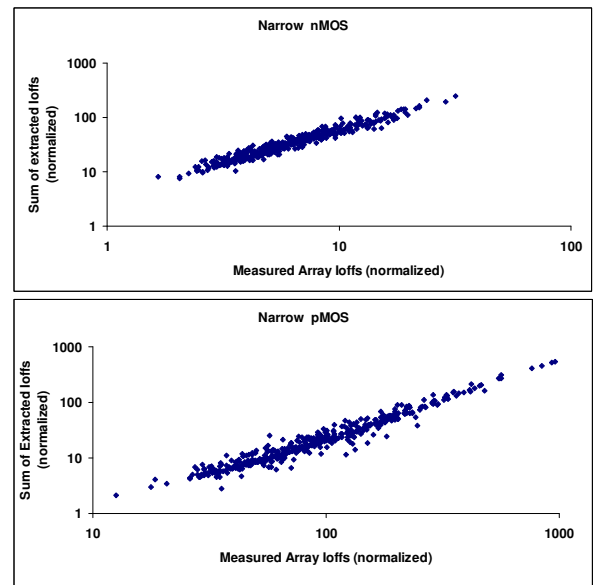 Narrow nMOS
Sum of extracted Ioffs
(normalized)
1000
100
10
1
1
10
100
Measured Array Ioffs (normalized)
Narrow pMOS
Sum of Extracted Ioffs
(normalized)
1000
100
10
1
10
100
1000
Measured Array Ioffs (normalized)